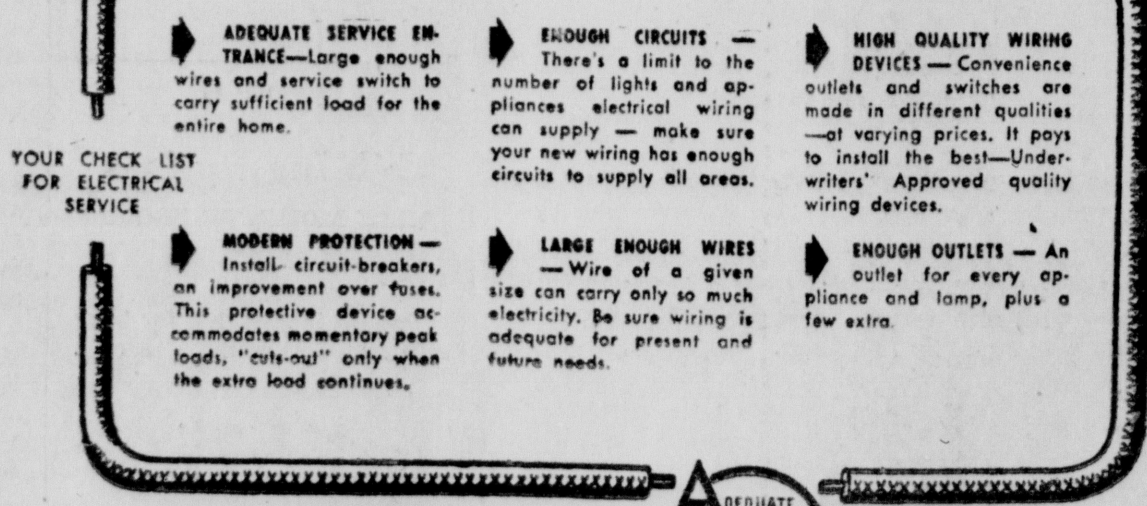 YOUR CHECK LIST
FOR ELECTRICAL
SERVICE
ADEQUATE SERVICE EN-
TRANCE—Large enough
wires and service switch to
carry sufficient load for the
entire home.
MODERN PROTECTION —
Install circuit-breakers,
an improvement over fuses.
This protective device ac-
commodates momentary peak
loads, "cuts-out" only when
the extra load continues.
ENOUGH CIRCUITS —
There's a limit to the
number of lights and ap-
pliances electrical wiring
can supply — make sure
your new wiring has enough
circuits to supply all areas.
LARGE ENOUGH WIRES
— Wire of a given
size can carry only so much
electricity. Be sure wiring is
adequate for present and
future needs.
HIGH QUALITY WIRING
DEVICES — Convenience
outlets and switches are
made in different qualities
—at varying prices. It pays
to install the best—Under-
writers' Approved quality
wiring devices.
ENOUGH OUTLETS — An
outlet for every ap-
pliance and lamp, plus a
few extra.
ADEQUATE